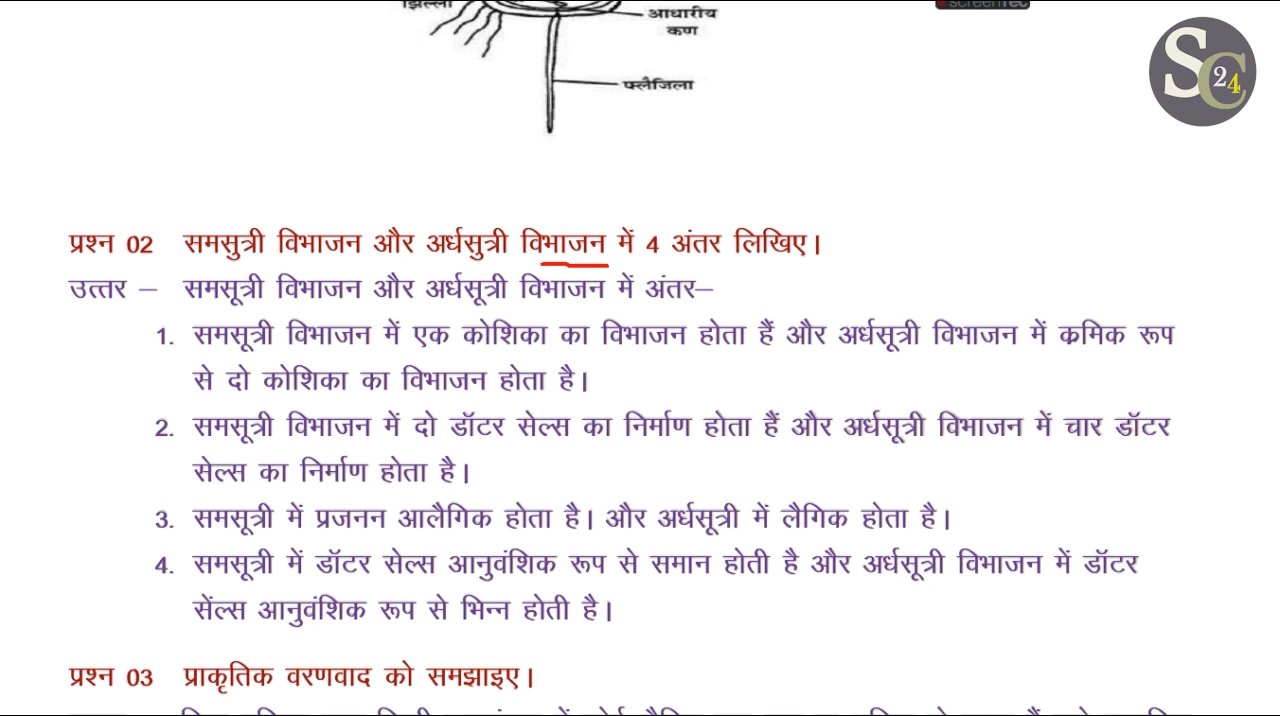 झिल्ली
screenrec
आधारीय
कण
SC24
फ्लैजिला
प्रश्न 02 समसुत्री विभाजन और अर्धसुत्री विभाजन में 4 अंतर लिखिए।
उत्तर – समसूत्री विभाजन और अर्धसूत्री विभाजन में अंतर–
1. समसूत्री विभाजन में एक कोशिका का विभाजन होता हैं और अर्धसूत्री विभाजन में क्रमिक रूप
से दो कोशिका का विभाजन होता है।
2. समसूत्री विभाजन में दो डॉटर सेल्स का निर्माण होता हैं और अर्धसूत्री विभाजन में चार डॉटर
सेल्स का निर्माण होता है।
3. समसूत्री में प्रजनन आलैगिक होता है। और अर्धसूत्री में लैगिक होता है।
4. समसूत्री में डॉटर सेल्स आनुवंशिक रूप से समान होती है और अर्धसूत्री विभाजन में डॉटर
सेंल्स आनुवंशिक रूप से भिन्न होती है।
प्रश्न 03 प्राकृतिक वरणवाद को समझाइए।